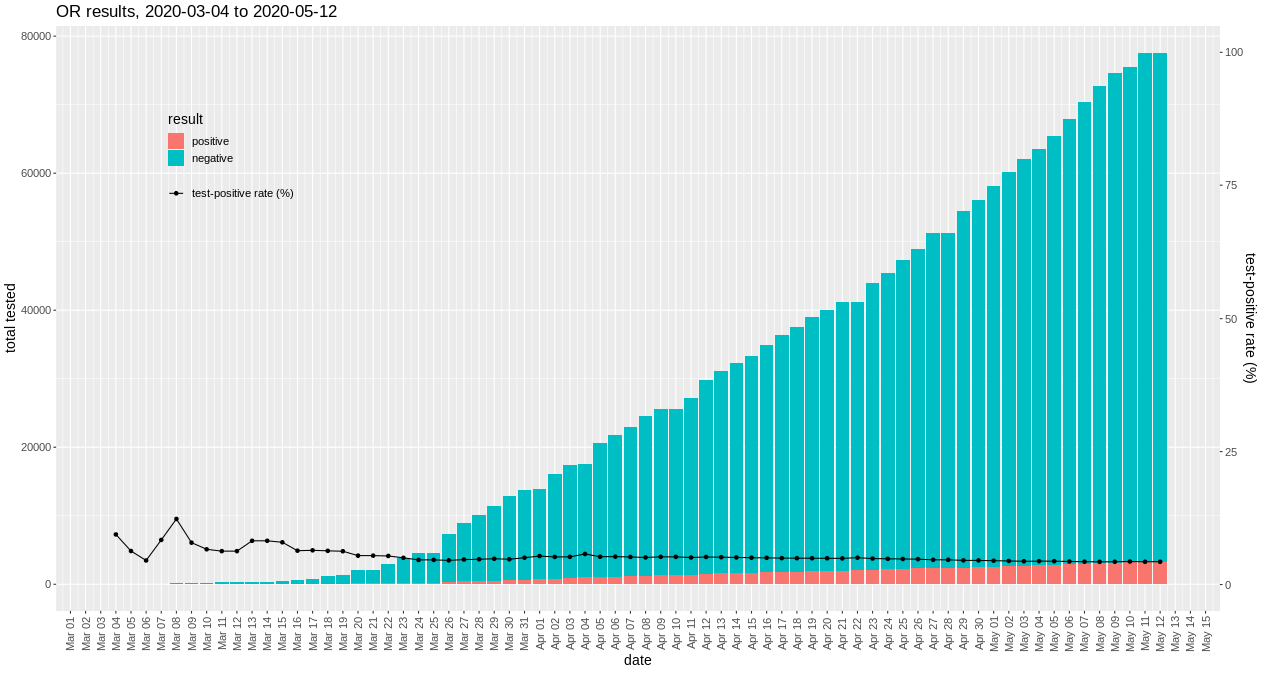 OR results, 2020-03-04 to 2020-05-12
80000
60000
40000
20000
0
total tested
result
positive
negative
test-positive rate (%)
100
75
50
25
0
test-positive rate (%)
Mar 01
Mar 02
Mar 03
Mar 04
Mar 05
Mar 06
Mar 07
Mar 08
Mar 09
Mar 10
Mar 11
Mar 12
Mar 13
Mar 14
Mar 15
Mar 16
Mar 17
Mar 18
Mar 19
Mar 20
Mar 21
Mar 22
Mar 23
Mar 24
Mar 25
Mar 26
Mar 27
Mar 28
Mar 29
Mar 30
Mar 31
Apr 01
Apr 02
Apr 03
Apr 04
Apr 05
Apr 06
Apr 07
Apr 08
Apr 09
Apr 10
Apr 11
Apr 12
Apr 13
Apr 14
Apr 15
Apr 16
Apr 17
Apr 18
Apr 19
Apr 20
Apr 21
Apr 22
Apr 23
Apr 24
Apr 25
Apr 26
Apr 27
Apr 28
Apr 29
Apr 30
May 01
May 02
May 03
May 04
May 05
May 06
May 07
May 08
May 09
May 10
May 11
May 12
May 13
May 14
May 15
date